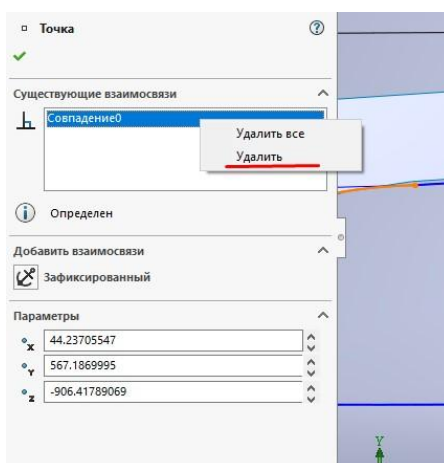 Точка
Существующие взаимосвязи
Совпадение0
Удалить все
Удалить
Определен
Добавить взаимосвязи
Зафиксированный
Параметры
X 44.23705547
Y 567.1869995
Z -906.41789069
Y